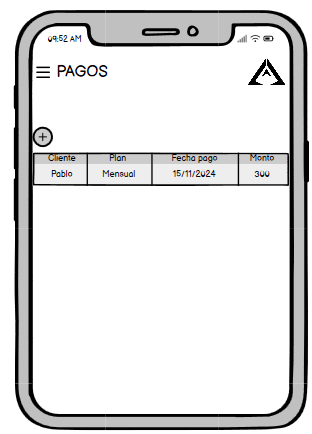 09:52 AM
PAGOS
Cliente Plan Fecha pago Monto
Pablo Mensual 15/11/2024 300